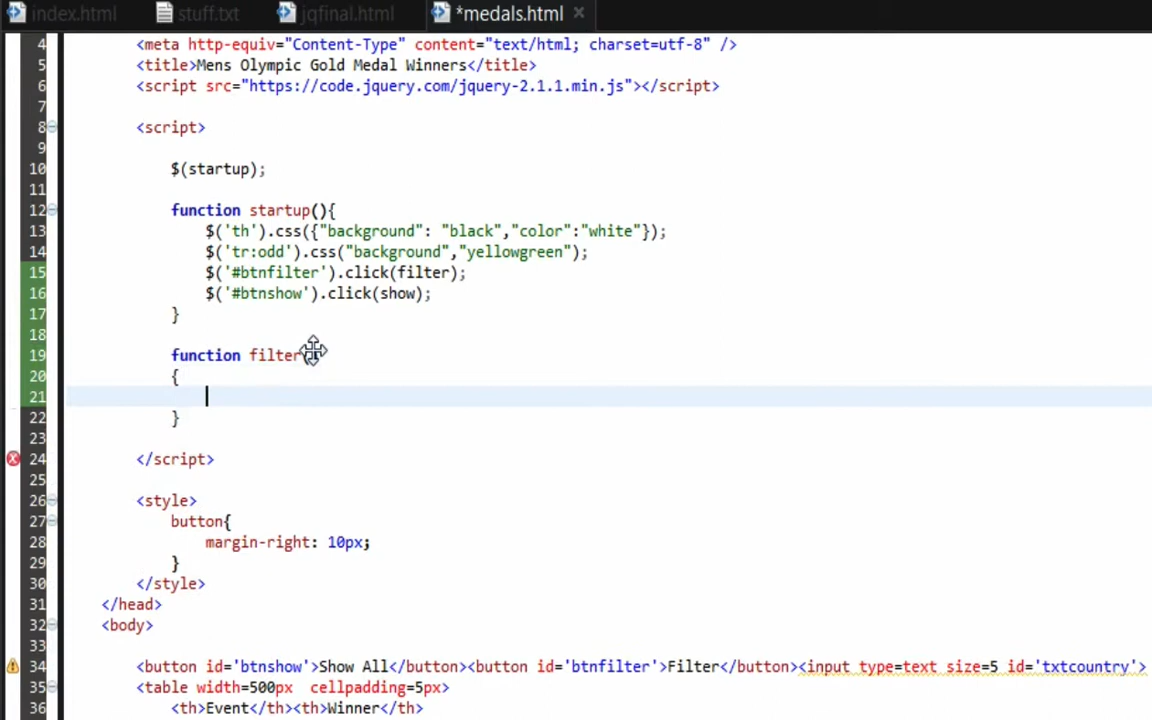 index.html stuff.txt jqfinal.html *medals.html
4 <meta http-equiv="Content-Type" content="text/html; charset=utf-8" />
5 <title>Mens Olympic Gold Medal Winners</title>
6 <script src="https://code.jquery.com/jquery-2.1.1.min.js"></script>
7
8 <script>
9
10 $(startup);
11
12 function startup(){
13 $('th').css({"background": "black","color":"white"});
14 $('tr:odd').css("background","yellowgreen");
15 $('#btnfilter').click(filter);
16 $('#btnshow').click(show);
17 }
18
19 function filter
20 {
21
22 }
23
24 </script>
25
26 <style>
27 button{
28 margin-right: 10px;
29 }
30 </style>
31 </head>
32 <body>
33
34 <button id='btnshow'>Show All</button><button id='btnfilter'>Filter</button><input type=text size=5 id='txtcountry'>
35 <table width=500px cellpadding=5px>
36 <th>Event</th><th>Winner</th>